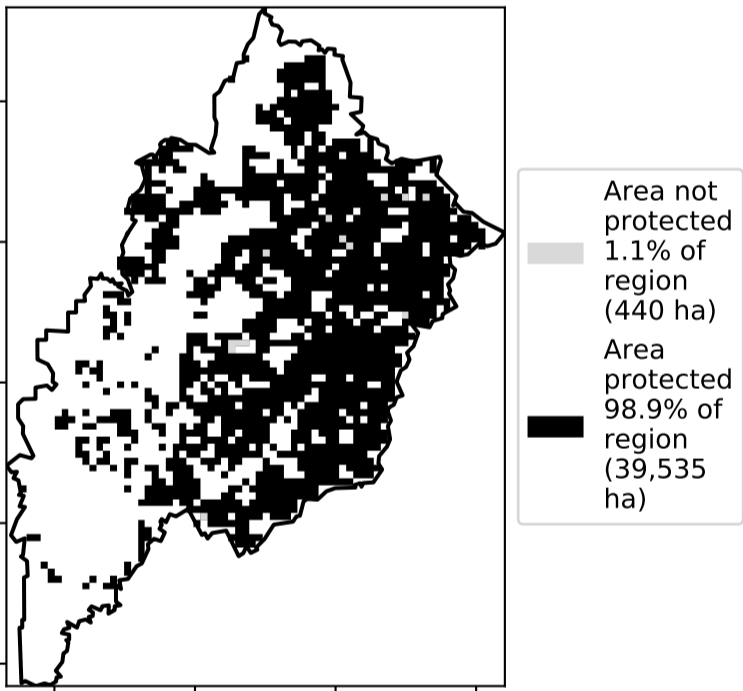 Area not
protected
1.1% of
region
(440 ha)
Area
protected
98.9% of
region
(39,535
ha)